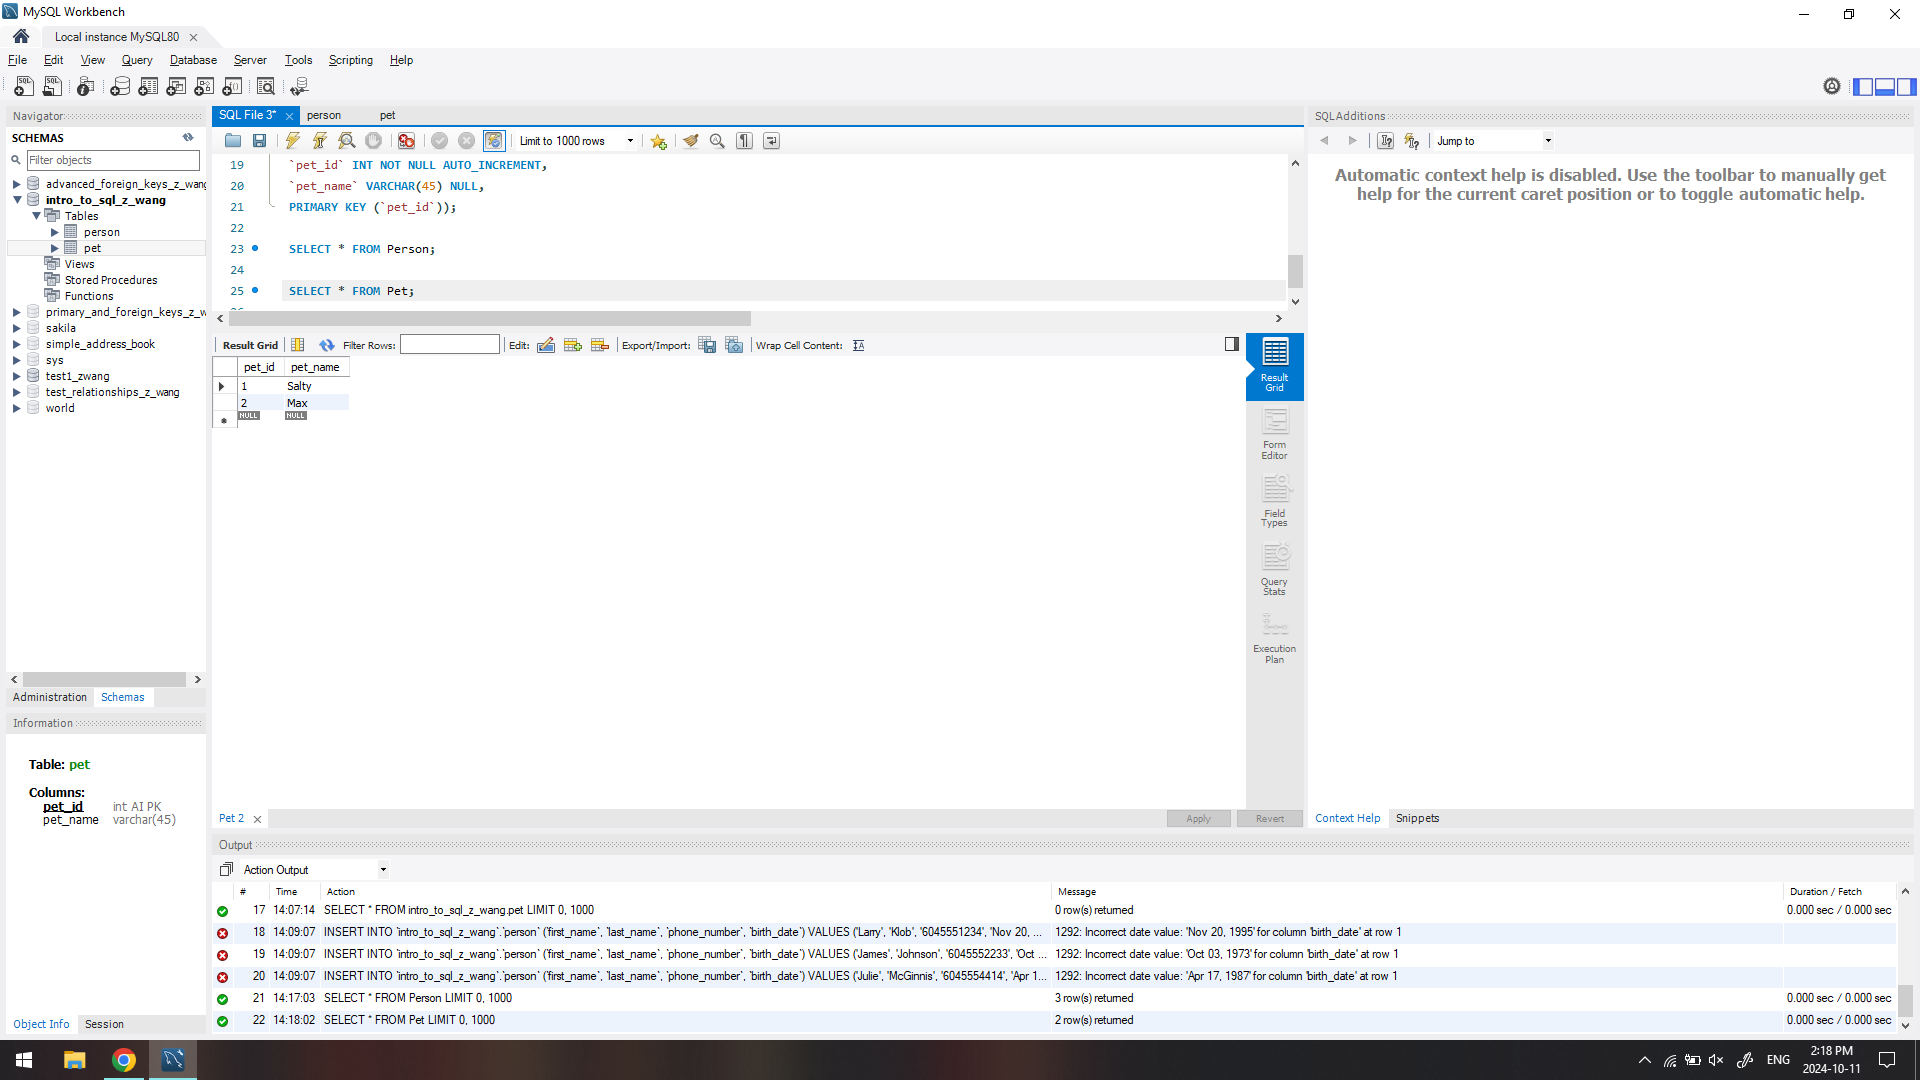 MySQL Workbench
Local instance MySQL80
File Edit View Query Database Server Tools Scripting Help
Navigator
SCHEMAS
Filter objects
advanced_foreign_keys_z_wang
intro_to_sql_z_wang
Tables
person
pet
Views
Stored Procedures
Functions
primary_and_foreign_keys_z_w
sakila
simple_address_book
sys
test1_zwang
test_relationships_z_wang
world
Administration Schemas
Information
Table: pet
Columns:
pet_id int AI PK
pet_name varchar(45)
Object Info Session
SQL File 3* person pet
Limit to 1000 rows
19 `pet_id` INT NOT NULL AUTO_INCREMENT,
20 `pet_name` VARCHAR(45) NULL,
21 PRIMARY KEY (`pet_id`));
22
23 SELECT * FROM Person;
24
25 SELECT * FROM Pet;
Result Grid Filter Rows: Edit: Export/Import: Wrap Cell Content:
pet_id pet_name
1 Salty
2 Max
NULL NULL
Result
Grid
Form
Editor
Field
Types
Query
Stats
Execution
Plan
Pet 2 Apply Revert
SQLAdditions
Jump to
Automatic context help is disabled. Use the toolbar to manually get
help for the current caret position or to toggle automatic help.
Context Help Snippets
Output
Action Output
# Time Action Message Duration / Fetch
17 14:07:14 SELECT * FROM intro_to_sql_z_wang.pet LIMIT 0, 1000 0 row(s) returned 0.000 sec / 0.000 sec
18 14:09:07 INSERT INTO `intro_to_sql_z_wang`.`person` (`first_name`, `last_name`, `phone_number`, `birth_date`) VALUES ('Larry', 'Klob', '6045551234', 'Nov 20, ... 1292: Incorrect date value: 'Nov 20, 1995' for column 'birth_date' at row 1
19 14:09:07 INSERT INTO `intro_to_sql_z_wang`.`person` (`first_name`, `last_name`, `phone_number`, `birth_date`) VALUES ('James', 'Johnson', '6045552233', 'Oct ... 1292: Incorrect date value: 'Oct 03, 1973' for column 'birth_date' at row 1
20 14:09:07 INSERT INTO `intro_to_sql_z_wang`.`person` (`first_name`, `last_name`, `phone_number`, `birth_date`) VALUES ('Julie', 'McGinnis', '6045554414', 'Apr 1... 1292: Incorrect date value: 'Apr 17, 1987' for column 'birth_date' at row 1
21 14:17:03 SELECT * FROM Person LIMIT 0, 1000 3 row(s) returned 0.000 sec / 0.000 sec
22 14:18:02 SELECT * FROM Pet LIMIT 0, 1000 2 row(s) returned 0.000 sec / 0.000 sec
ENG
2:18 PM
2024-10-11